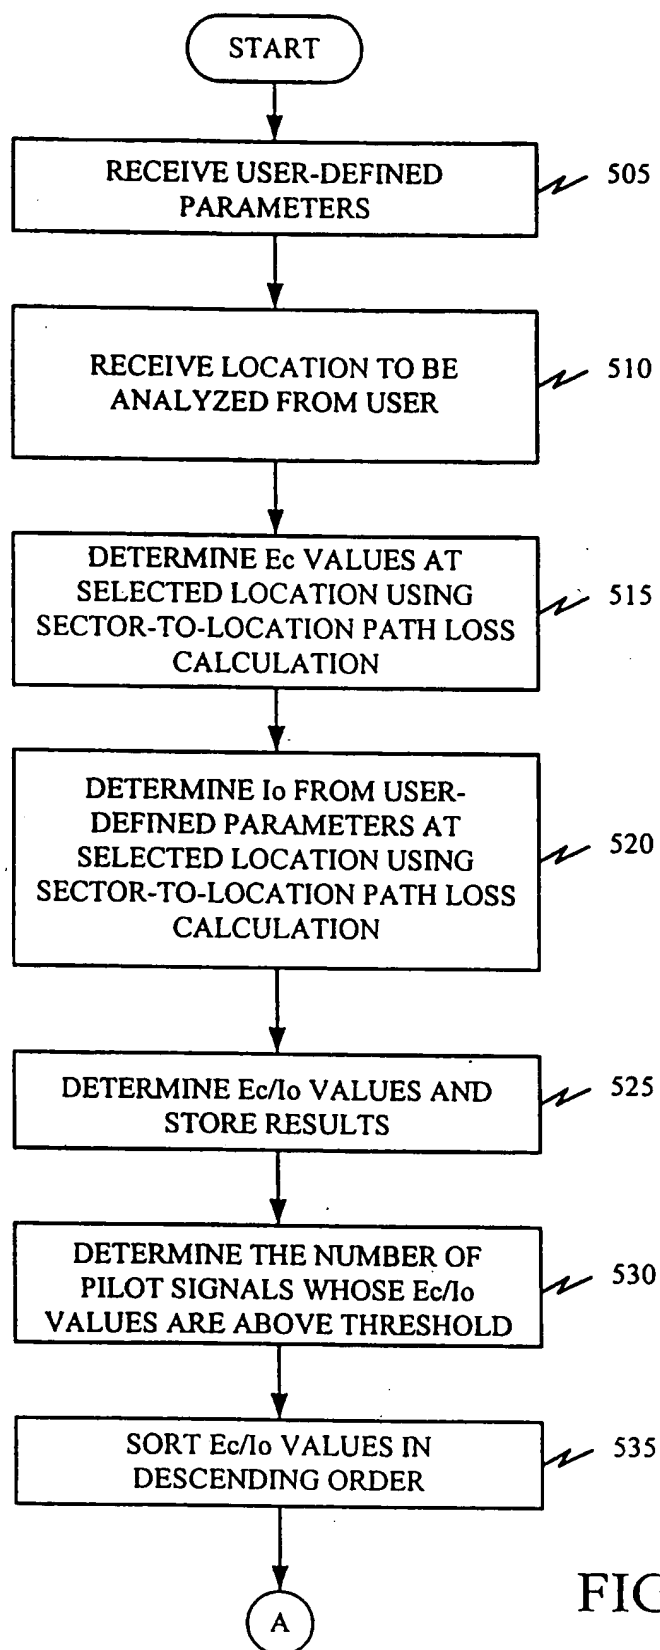 START
RECEIVE USER-DEFINED
PARAMETERS
505
RECEIVE LOCATION TO BE
ANALYZED FROM USER
510
DETERMINE Ec VALUES AT
SELECTED LOCATION USING
SECTOR-TO-LOCATION PATH LOSS
CALCULATION
515
DETERMINE Io FROM USER-
DEFINED PARAMETERS AT
SELECTED LOCATION USING
SECTOR-TO-LOCATION PATH LOSS
CALCULATION
520
DETERMINE Ec/Io VALUES AND
STORE RESULTS
525
DETERMINE THE NUMBER OF
PILOT SIGNALS WHOSE Ec/Io
VALUES ARE ABOVE THRESHOLD
530
SORT Ec/Io VALUES IN
DESCENDING ORDER
535
A
FIG